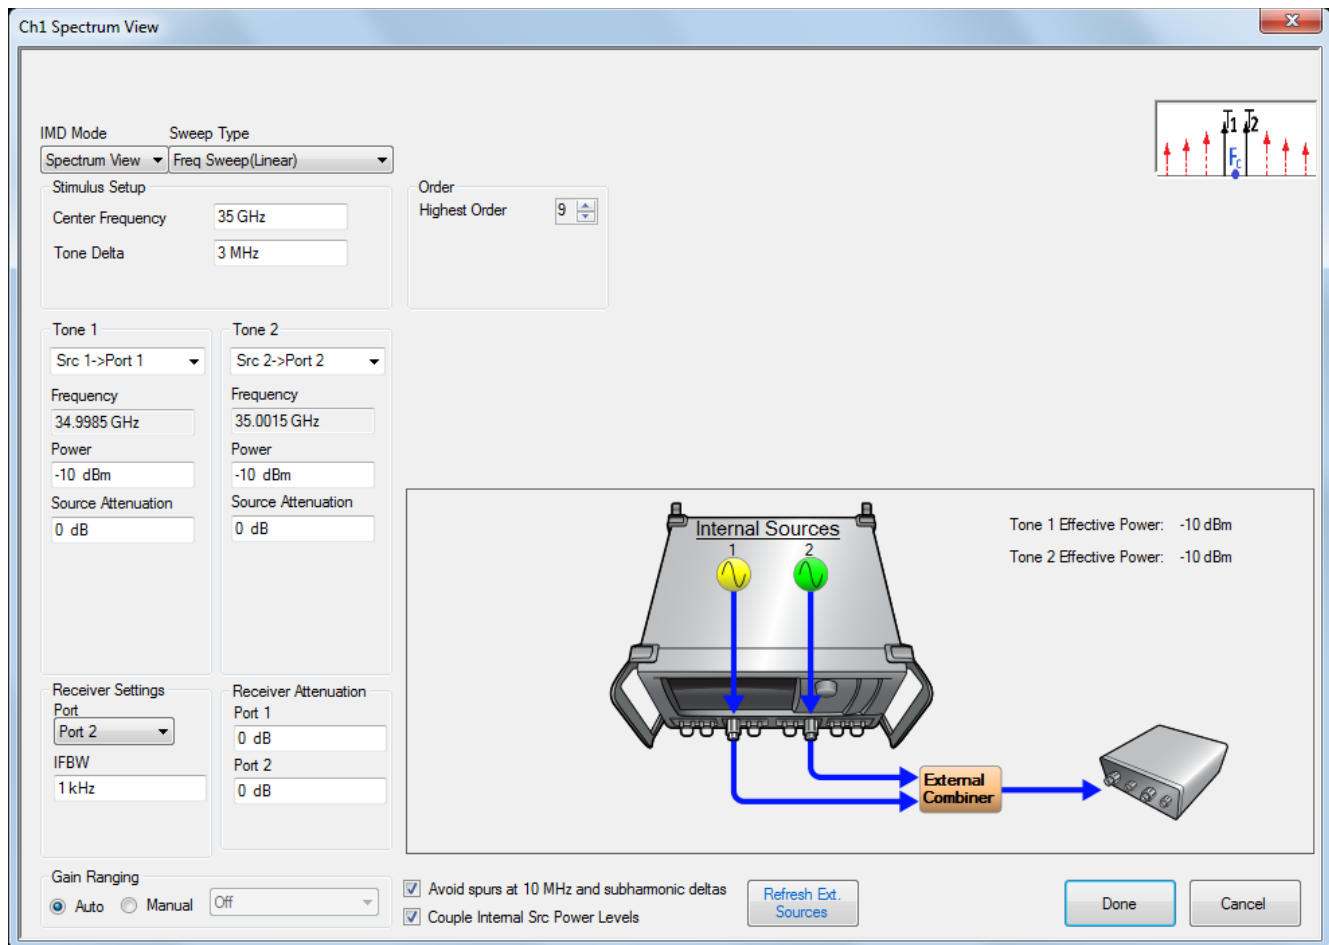 Ch1 Spectrum View
IMD Mode Sweep Type
Spectrum View Freq Sweep(Linear)
T1 T2
Fc
Stimulus Setup
Center Frequency 35 GHz
Tone Delta 3 MHz
Order
Highest Order 9
Tone 1
Src 1->Port 1
Frequency
34.9985 GHz
Power
-10 dBm
Source Attenuation
0 dB
Tone 2
Src 2->Port 2
Frequency
35.0015 GHz
Power
-10 dBm
Source Attenuation
0 dB
Internal Sources
1 2
Tone 1 Effective Power: -10 dBm
Tone 2 Effective Power: -10 dBm
External
Combiner
Receiver Settings
Port
Port 2
IFBW
1 kHz
Receiver Attenuation
Port 1
0 dB
Port 2
0 dB
Gain Ranging
Auto Manual Off
Avoid spurs at 10 MHz and subharmonic deltas
Couple Internal Src Power Levels
Refresh Ext.
Sources
Done Cancel